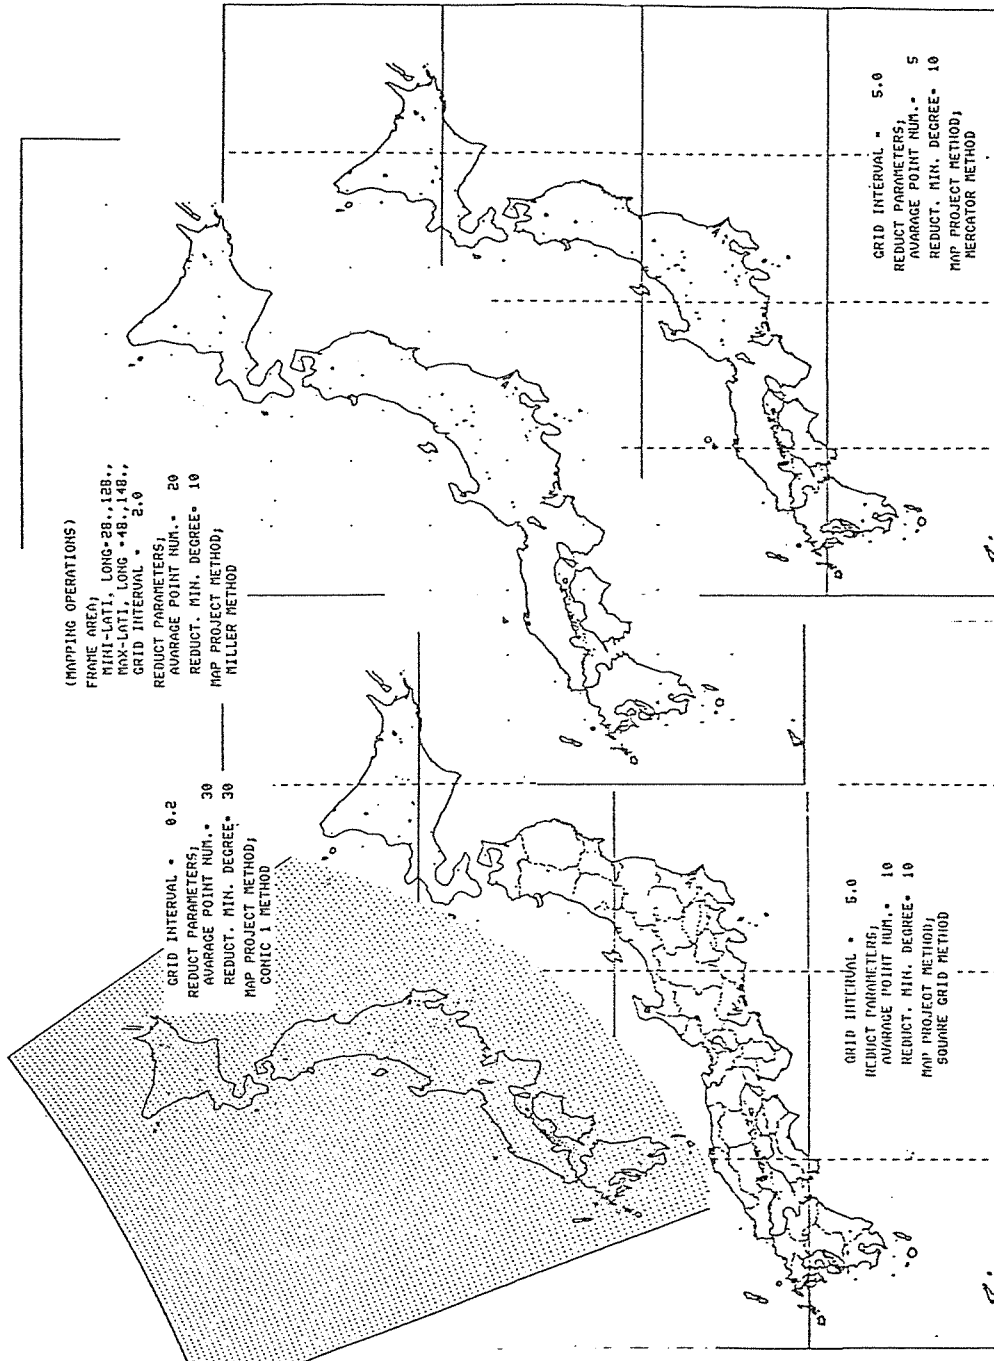 (MAPPING OPERATIONS)
FRAME AREA;
MINI-LATI, LONG=28.,128.,
MAX-LATI, LONG =48.,148.,
GRID INTERVAL = 2.0
REDUCT PARAMETERS;
AVARAGE POINT NUM.= 20
REDUCT. MIN. DEGREE= 10
MAP PROJECT METHOD;
MILLER METHOD
GRID INTERVAL = 0.2
REDUCT PARAMETERS;
AVARAGE POINT NUM.= 30
REDUCT. MIN. DEGREE= 30
MAP PROJECT METHOD;
CONIC 1 METHOD
GRID INTERVAL = 5.0
REDUCT PARAMETERS;
AVARAGE POINT NUM.= 5
REDUCT. MIN. DEGREE= 10
MAP PROJECT METHOD;
MERCATOR METHOD
GRID INTERVAL = 5.0
REDUCT PARAMETERS;
AVARAGE POINT NUM.= 10
REDUCT. MIN. DEGREE= 10
MAP PROJECT METHOD;
SQUARE GRID METHOD